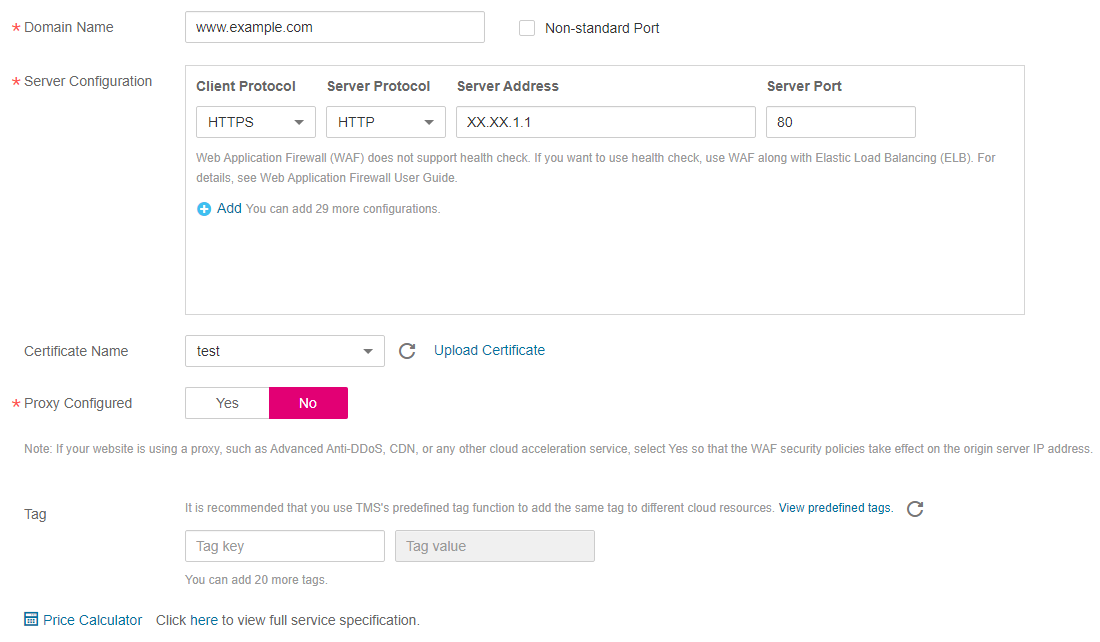 * Domain Name www.example.com Non-standard Port
* Server Configuration
Client Protocol Server Protocol Server Address Server Port
HTTPS HTTP XX.XX.1.1 80
Web Application Firewall (WAF) does not support health check. If you want to use health check, use WAF along with Elastic Load Balancing (ELB). For
details, see Web Application Firewall User Guide.
Add You can add 29 more configurations.
Certificate Name test Upload Certificate
* Proxy Configured Yes No
Note: If your website is using a proxy, such as Advanced Anti-DDoS, CDN, or any other cloud acceleration service, select Yes so that the WAF security policies take effect on the origin server IP address.
Tag It is recommended that you use TMS's predefined tag function to add the same tag to different cloud resources. View predefined tags.
Tag key Tag value
You can add 20 more tags.
Price Calculator Click here to view full service specification.